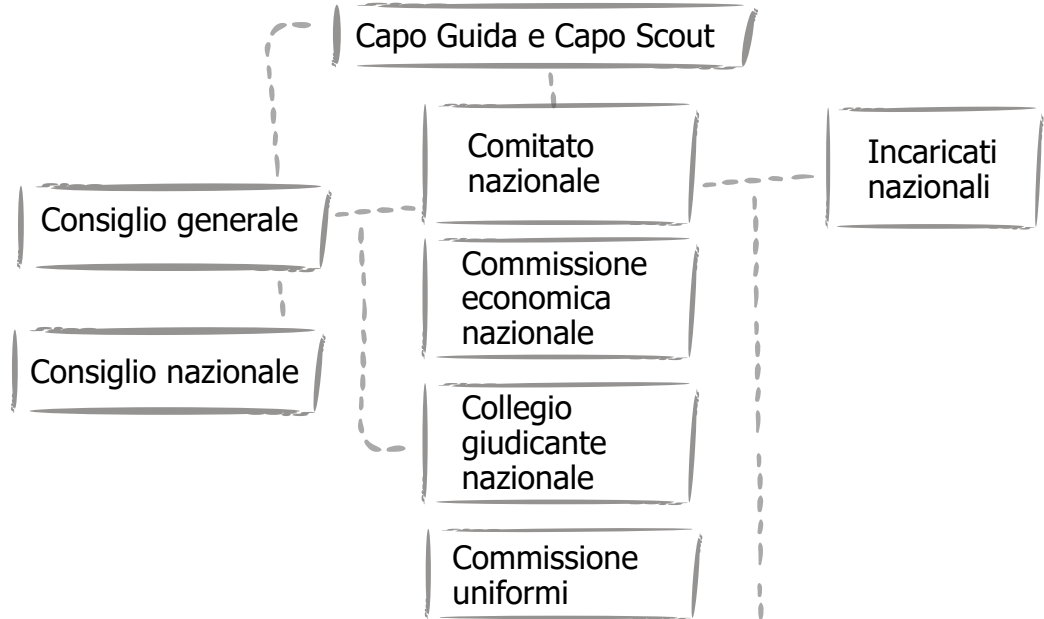 Capo Guida e Capo Scout
Comitato
nazionale
Incaricati
nazionali
Consiglio generale
Commissione
economica
nazionale
Consiglio nazionale
Collegio
giudicante
nazionale
Commissione
uniformi